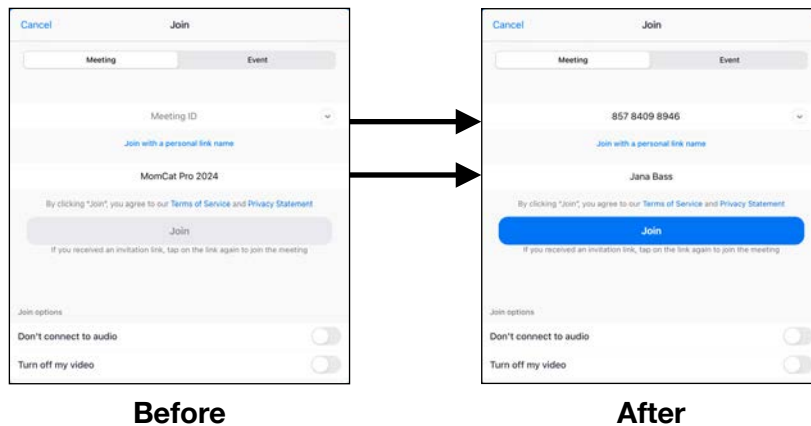 Cancel Join
Meeting Event
Meeting ID
Join with a personal link name
MomCat Pro 2024
By clicking "Join", you agree to our Terms of Service and Privacy Statement
Join
If you received an invitation link, tap on the link again to join the meeting
Join options
Don't connect to audio
Turn off my video
Before
Cancel Join
Meeting Event
857 8409 8946
Join with a personal link name
Jana Bass
By clicking "Join", you agree to our Terms of Service and Privacy Statement
Join
If you received an invitation link, tap on the link again to join the meeting
Join options
Don't connect to audio
Turn off my video
After